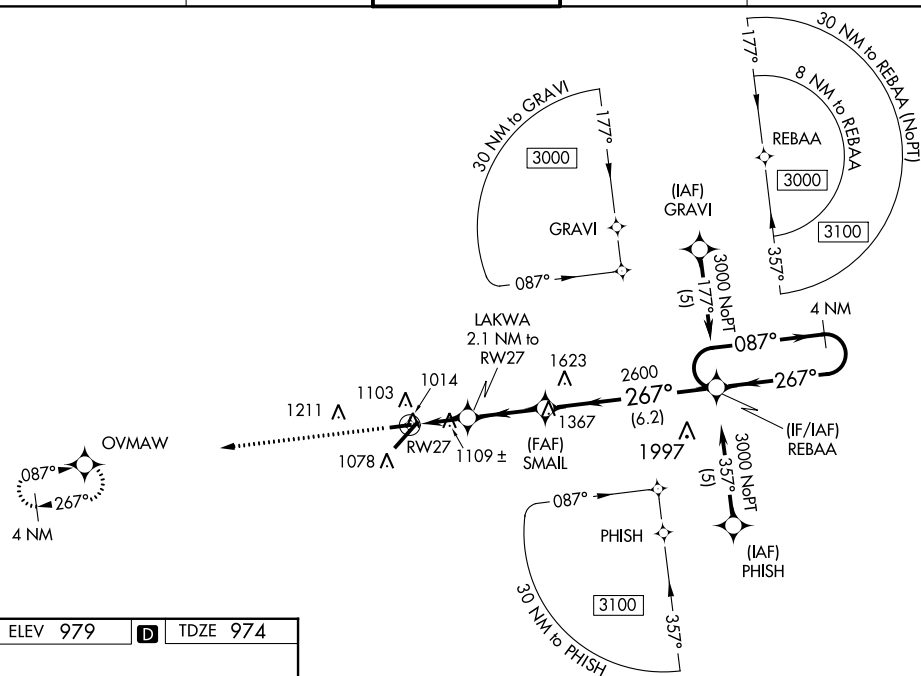 30 NM to REBAA (NoPT)
177°
8 NM to REBAA
REBAA
3000
3100
357°
30 NM to GRAVI
177°
3000
GRAVI
087°
(IAF)
GRAVI
3000 NoPT
177°
(5)
4 NM
087°
267°
LAKWA
2.1 NM to
RW27
1623
2600
267°
(6.2)
1367
(FAF)
SMAIL
1997
(IF/IAF)
REBAA
3000 NoPT
357°
(5)
(IAF)
PHISH
1211
1103
1014
RW27
1109 ±
1078
OVMAW
087°
267°
4 NM
087°
PHISH
3100
357°
30 NM to PHISH
ELEV 979 D TDZE 974